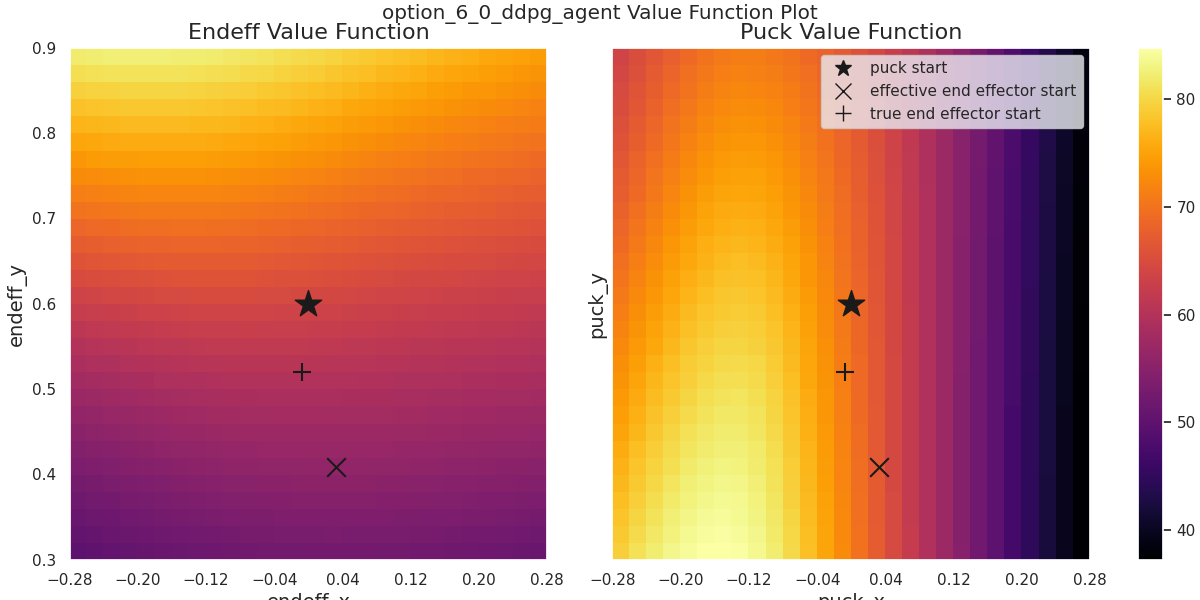 option_6_0_ddpg_agent Value Function Plot
Endeff Value Function
Puck Value Function
puck start
effective end effector start
true end effector start
endeff_y
0.9
0.8
0.7
0.6
0.5
0.4
0.3
−0.28 −0.20 −0.12 −0.04 0.04 0.12 0.20 0.28
endeff_x
puck_y
−0.28 −0.20 −0.12 −0.04 0.04 0.12 0.20 0.28
puck_x
80
70
60
50
40